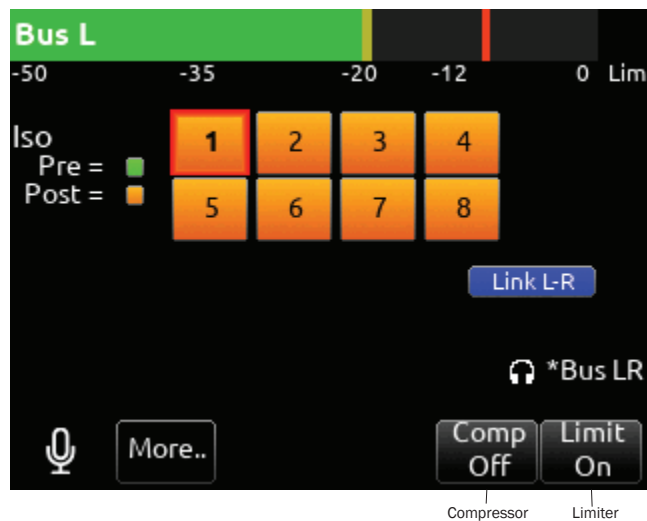 Bus L
-50 -35 -20 -12 0 Lim
Iso
Pre =
Post =
1 2 3 4
5 6 7 8
Link L-R
*Bus LR
More..
Comp Off
Limit On
Compressor Limiter